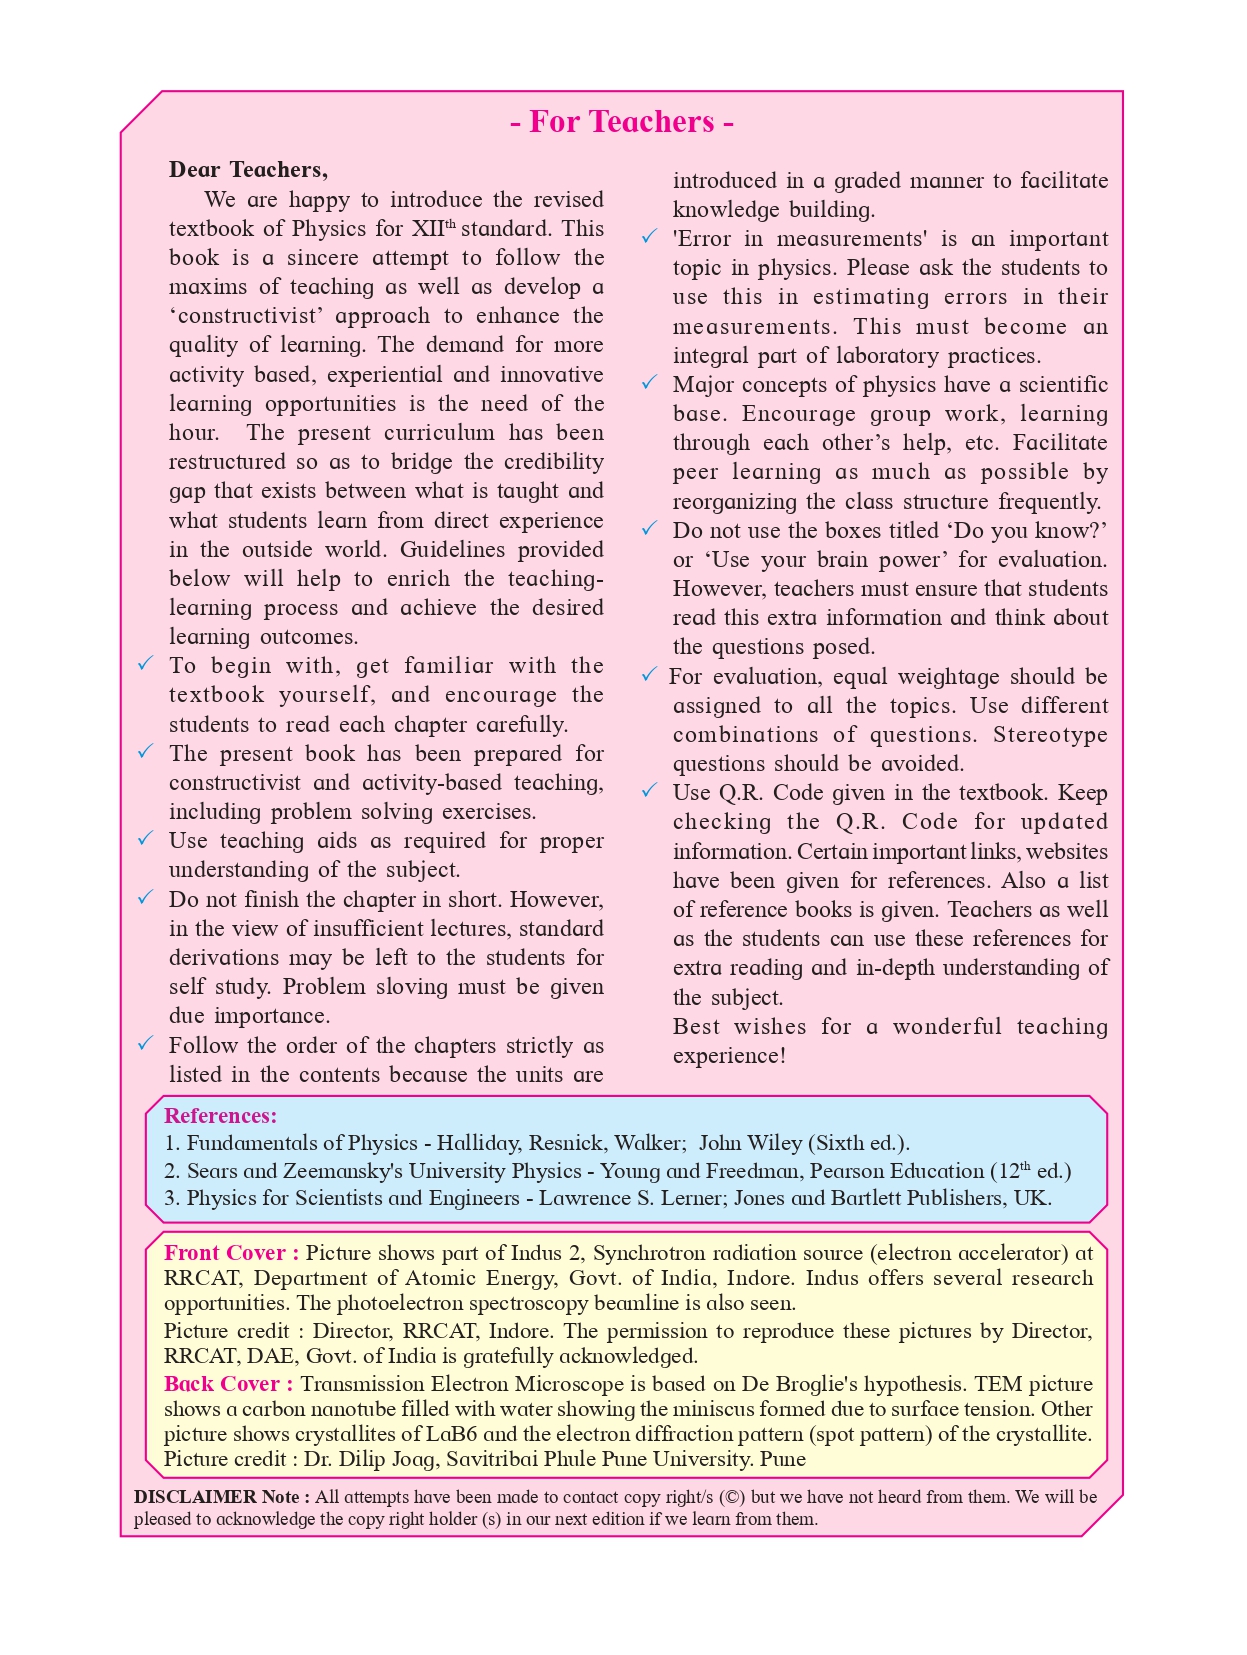 - For Teachers -
Dear Teachers,
We are happy to introduce the revised
textbook of Physics for XIIth standard. This
book is a sincere attempt to follow the
maxims of teaching as well as develop a
‘constructivist’ approach to enhance the
quality of learning. The demand for more
activity based, experiential and innovative
learning opportunities is the need of the
hour. The present curriculum has been
restructured so as to bridge the credibility
gap that exists between what is taught and
what students learn from direct experience
in the outside world. Guidelines provided
below will help to enrich the teaching-
learning process and achieve the desired
learning outcomes.
✓ To begin with, get familiar with the
textbook yourself, and encourage the
students to read each chapter carefully.
✓ The present book has been prepared for
constructivist and activity-based teaching,
including problem solving exercises.
✓ Use teaching aids as required for proper
understanding of the subject.
✓ Do not finish the chapter in short. However,
in the view of insufficient lectures, standard
derivations may be left to the students for
self study. Problem sloving must be given
due importance.
✓ Follow the order of the chapters strictly as
listed in the contents because the units are
introduced in a graded manner to facilitate
knowledge building.
✓ 'Error in measurements' is an important
topic in physics. Please ask the students to
use this in estimating errors in their
measurements. This must become an
integral part of laboratory practices.
✓ Major concepts of physics have a scientific
base. Encourage group work, learning
through each other’s help, etc. Facilitate
peer learning as much as possible by
reorganizing the class structure frequently.
✓ Do not use the boxes titled ‘Do you know?’
or ‘Use your brain power’ for evaluation.
However, teachers must ensure that students
read this extra information and think about
the questions posed.
✓ For evaluation, equal weightage should be
assigned to all the topics. Use different
combinations of questions. Stereotype
questions should be avoided.
✓ Use Q.R. Code given in the textbook. Keep
checking the Q.R. Code for updated
information. Certain important links, websites
have been given for references. Also a list
of reference books is given. Teachers as well
as the students can use these references for
extra reading and in-depth understanding of
the subject.
Best wishes for a wonderful teaching
experience!
References:
1. Fundamentals of Physics - Halliday, Resnick, Walker; John Wiley (Sixth ed.).
2. Sears and Zeemansky's University Physics - Young and Freedman, Pearson Education (12th ed.)
3. Physics for Scientists and Engineers - Lawrence S. Lerner; Jones and Bartlett Publishers, UK.
Front Cover : Picture shows part of Indus 2, Synchrotron radiation source (electron accelerator) at
RRCAT, Department of Atomic Energy, Govt. of India, Indore. Indus offers several research
opportunities. The photoelectron spectroscopy beamline is also seen.
Picture credit : Director, RRCAT, Indore. The permission to reproduce these pictures by Director,
RRCAT, DAE, Govt. of India is gratefully acknowledged.
Back Cover : Transmission Electron Microscope is based on De Broglie's hypothesis. TEM picture
shows a carbon nanotube filled with water showing the miniscus formed due to surface tension. Other
picture shows crystallites of LaB6 and the electron diffraction pattern (spot pattern) of the crystallite.
Picture credit : Dr. Dilip Joag, Savitribai Phule Pune University. Pune
DISCLAIMER Note : All attempts have been made to contact copy right/s (©) but we have not heard from them. We will be
pleased to acknowledge the copy right holder (s) in our next edition if we learn from them.